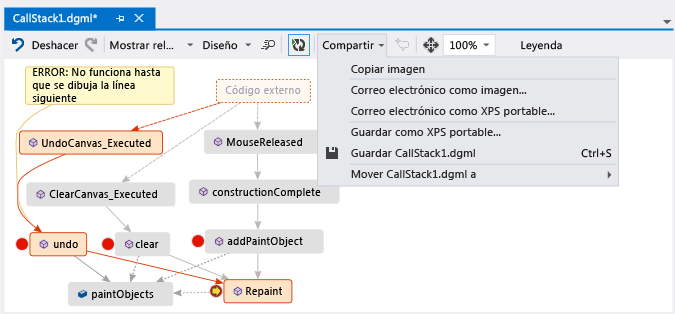 CallStack1.dgml*
Deshacer Mostrar rel... Diseño Compartir 100% Leyenda
ERROR: No funciona hasta
que se dibuja la línea
siguiente
Código externo
UndoCanvas_Executed
MouseReleased
ClearCanvas_Executed
constructionComplete
undo
clear
addPaintObject
paintObjects
Repaint
Copiar imagen
Correo electrónico como imagen...
Correo electrónico como XPS portable...
Guardar como XPS portable...
Guardar CallStack1.dgml Ctrl+S
Mover CallStack1.dgml a